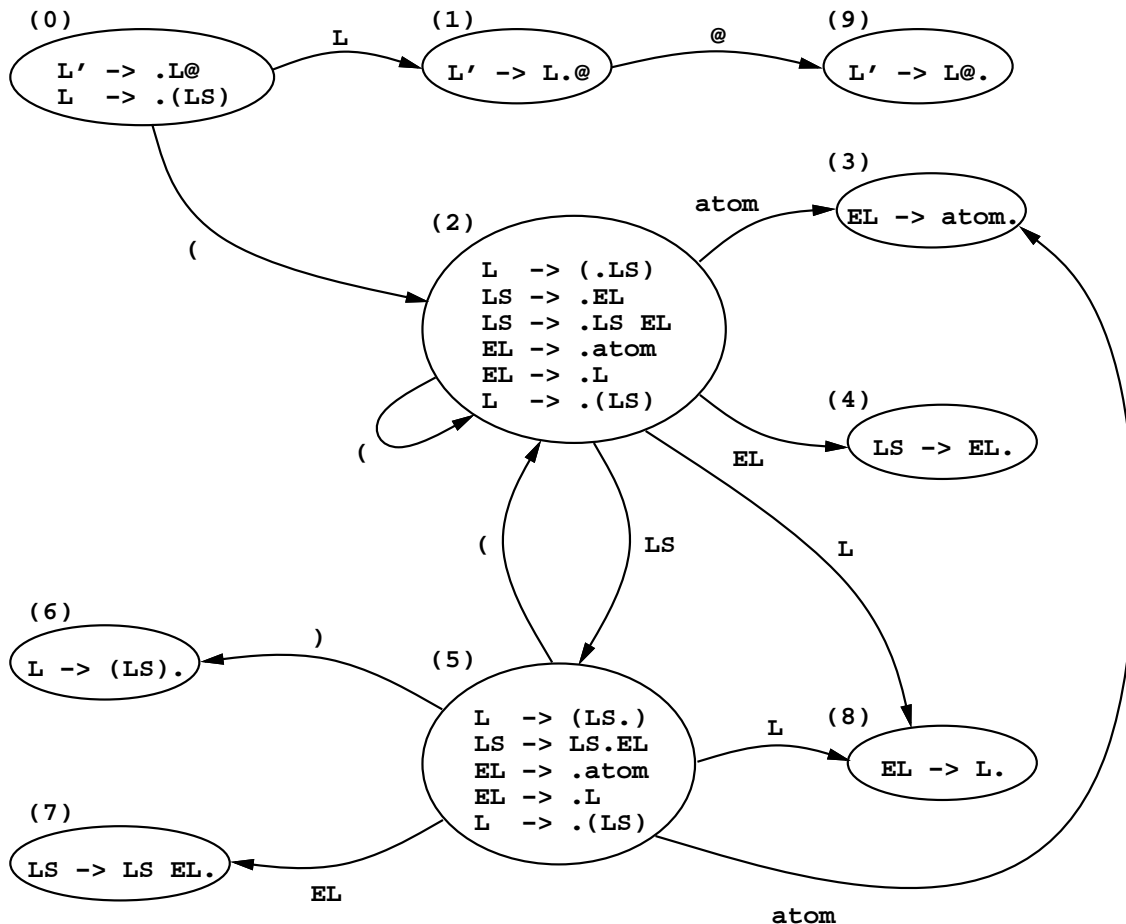 (0)
(1)
(9)
L
@
L' -> .L@
L -> .(LS)
L' -> L.@
L' -> L@.
(3)
atom
EL -> atom.
(2)
(
L -> (.LS)
LS -> .EL
LS -> .LS EL
EL -> .atom
EL -> .L
L -> .(LS)
(4)
LS -> EL.
(
EL
(
LS
L
(6)
)
L -> (LS).
(5)
L -> (LS.)
LS -> LS.EL
EL -> .atom
EL -> .L
L -> .(LS)
L
(8)
EL -> L.
(7)
LS -> LS EL.
EL
atom